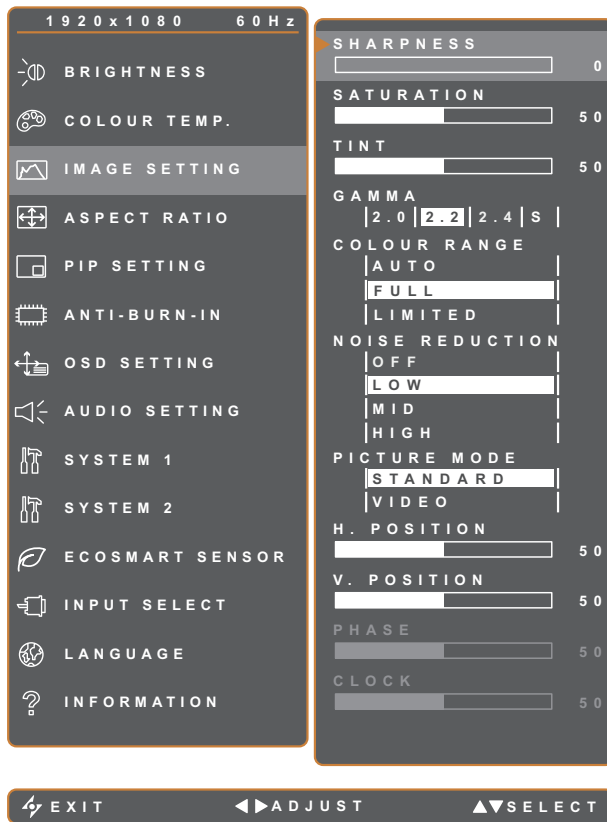 1920x1080 60Hz
BRIGHTNESS
COLOUR TEMP.
IMAGE SETTING
ASPECT RATIO
PIP SETTING
ANTI-BURN-IN
OSD SETTING
AUDIO SETTING
SYSTEM 1
SYSTEM 2
ECOSMART SENSOR
INPUT SELECT
LANGUAGE
INFORMATION
SHARPNESS
0
SATURATION
50
TINT
50
GAMMA
2.0 2.2 2.4 S
COLOUR RANGE
AUTO
FULL
LIMITED
NOISE REDUCTION
OFF
LOW
MID
HIGH
PICTURE MODE
STANDARD
VIDEO
H. POSITION
50
V. POSITION
50
PHASE
50
CLOCK
50
EXIT ADJUST SELECT